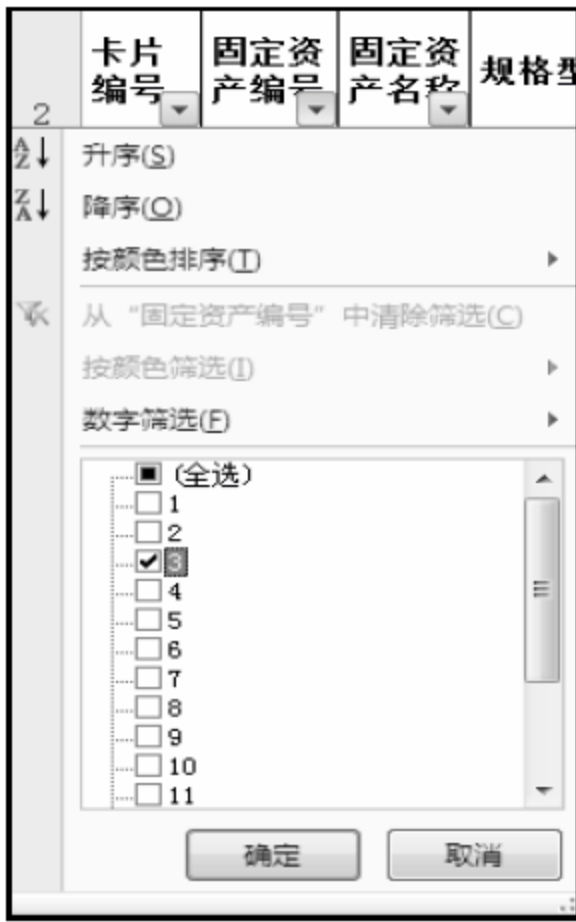 卡片
编号
固定资
产编号
固定资
产名称
规格型
2
升序(S)
降序(O)
按颜色排序(T)
从“固定资产编号”中清除筛选(C)
按颜色筛选(I)
数字筛选(F)
(全选)
1
2
3
4
5
6
7
8
9
10
11
确定
取消